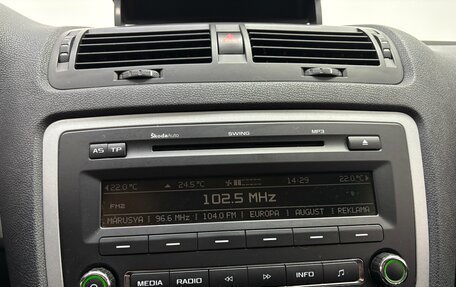 ŠkodaAuto SWING MP3
AS TP
22.0°C 24.5°C 14:29 22.0°C
102.5 MHz
FM2
MARUSYA | 96.6 MHz | 104.0 FM | EUROPA | AUGUST | REKLAMA
MEDIA RADIO INFO